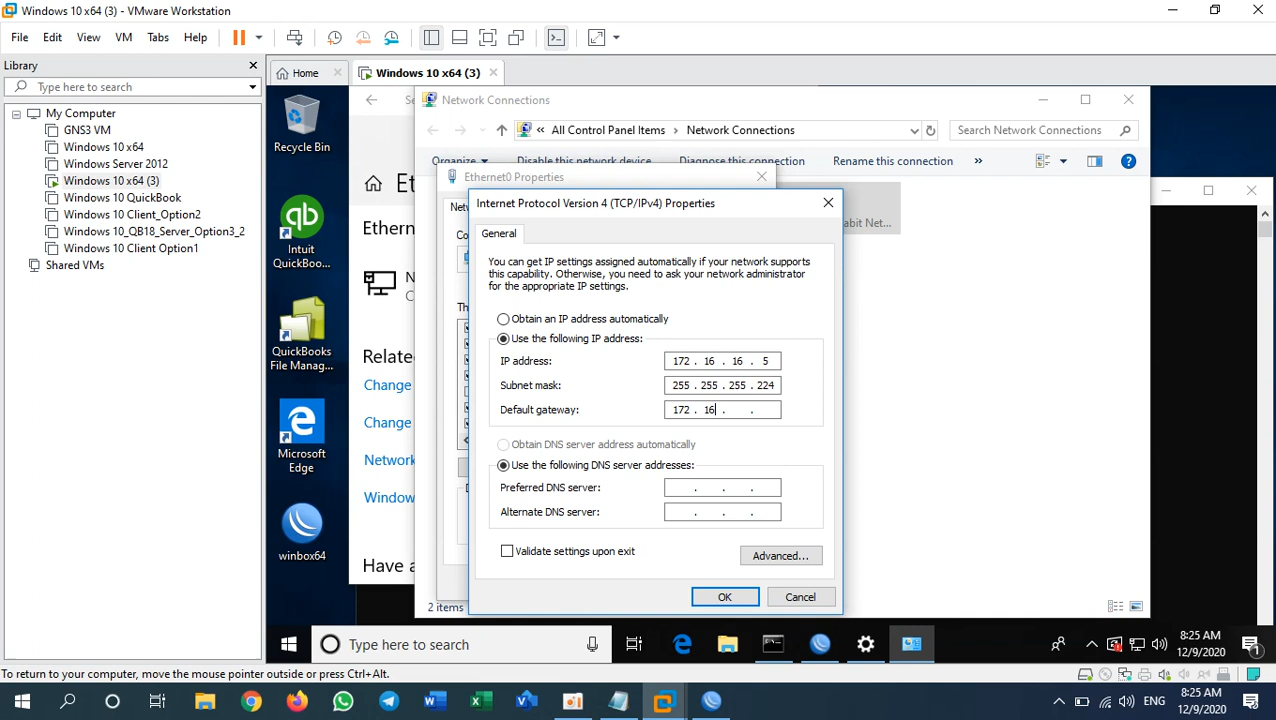 Windows 10 x64 (3) - VMware Workstation
File Edit View VM Tabs Help
Library
Type here to search
My Computer
GNS3 VM
Windows 10 x64
Windows Server 2012
Windows 10 x64 (3)
Windows 10 QuickBook
Windows 10 Client_Option2
Windows 10_QB18_Server_Option3_2
Windows 10 Client Option1
Shared VMs
Home
Windows 10 x64 (3)
Recycle Bin
Intuit
QuickBoo...
QuickBooks
File Manag...
Microsoft
Edge
winbox64
Network Connections
« All Control Panel Items > Network Connections
Search Network Connections
Organize
Disable this network device
Diagnose this connection
Rename this connection
»
Ethern
Relate
Change
Change
Network
Window
Have a
2 items
abit Net...
Ethernet0 Properties
Internet Protocol Version 4 (TCP/IPv4) Properties
General
You can get IP settings assigned automatically if your network supports
this capability. Otherwise, you need to ask your network administrator
for the appropriate IP settings.
Obtain an IP address automatically
Use the following IP address:
IP address: 172 . 16 . 16 . 5
Subnet mask: 255 . 255 . 255 . 224
Default gateway: 172 . 16 . .
Obtain DNS server address automatically
Use the following DNS server addresses:
Preferred DNS server: . . .
Alternate DNS server: . . .
Validate settings upon exit
Advanced...
OK
Cancel
Type here to search
8:25 AM
12/9/2020
1
To return to your computer, move the mouse pointer outside or press Ctrl+Alt.
ENG
8:25 AM
12/9/2020